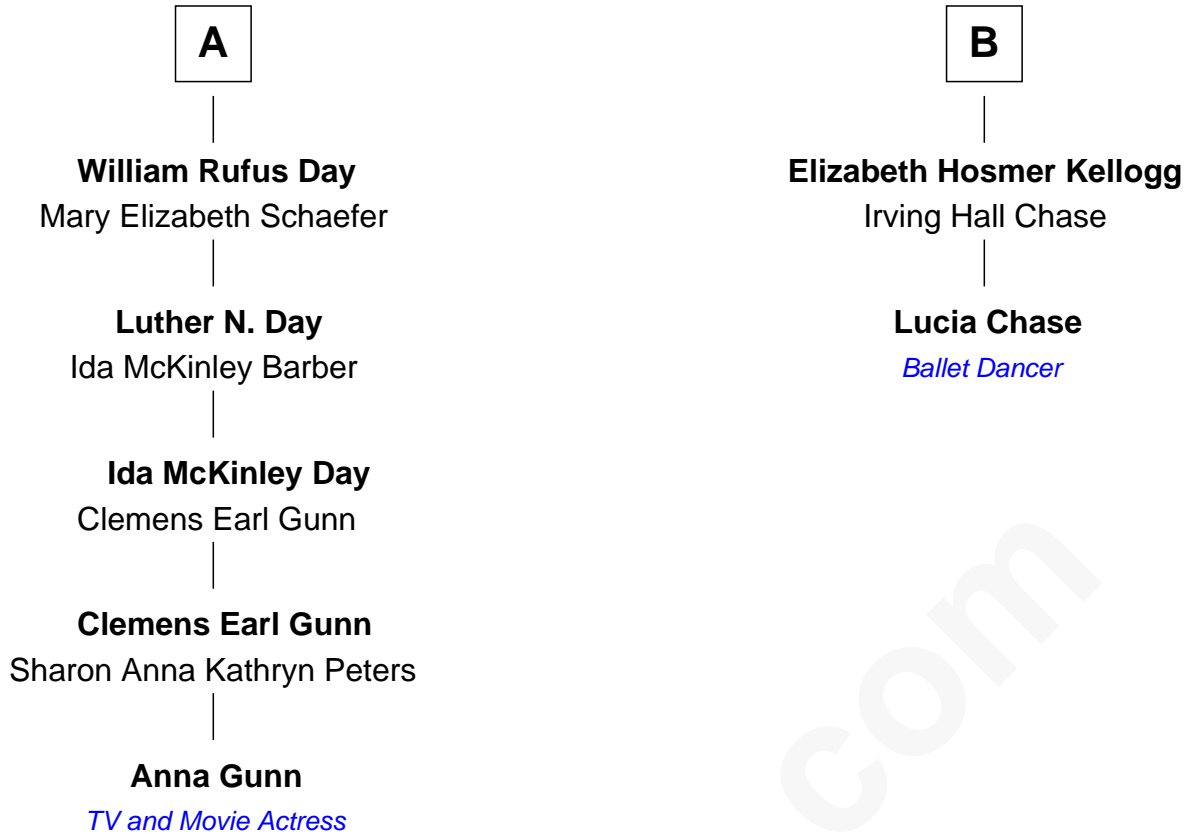 A
William Rufus Day
Mary Elizabeth Schaefer
Luther N. Day
Ida McKinley Barber
Ida McKinley Day
Clemens Earl Gunn
Clemens Earl Gunn
Sharon Anna Kathryn Peters
Anna Gunn
TV and Movie Actress
B
Elizabeth Hosmer Kellogg
Irving Hall Chase
Lucia Chase
Ballet Dancer
com